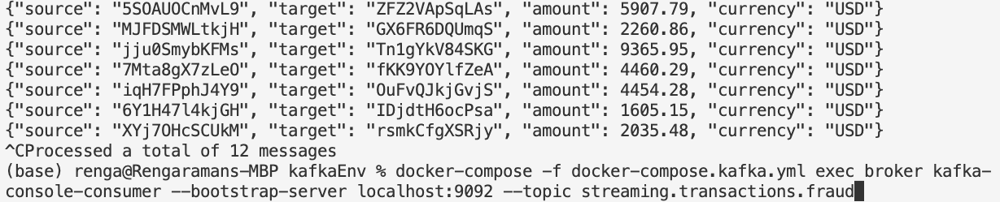 {"source": "5SOAUOCnMvL9", "target": "ZFZ2VApSqLAs", "amount": 5907.79, "currency": "USD"}
{"source": "MJFDSMWLtkjH", "target": "GX6FR6DQUmqS", "amount": 2260.86, "currency": "USD"}
{"source": "jju0SmybKFMs", "target": "Tn1gYkV84SKG", "amount": 9365.95, "currency": "USD"}
{"source": "7Mta8gX7zLeO", "target": "fKK9YOYlfZeA", "amount": 4460.29, "currency": "USD"}
{"source": "iqH7FPphJ4Y9", "target": "OuFvQJkjGvjS", "amount": 4454.28, "currency": "USD"}
{"source": "6Y1H47l4kjGH", "target": "IDjdtH6ocPsa", "amount": 1605.15, "currency": "USD"}
{"source": "XYj7OHcSCUkM", "target": "rsmkCfgXSRjy", "amount": 2035.48, "currency": "USD"}
^CProcessed a total of 12 messages
(base) renga@Rengaramans-MBP kafkaEnv % docker-compose -f docker-compose.kafka.yml exec broker kafka-
console-consumer --bootstrap-server localhost:9092 --topic streaming.transactions.fraud